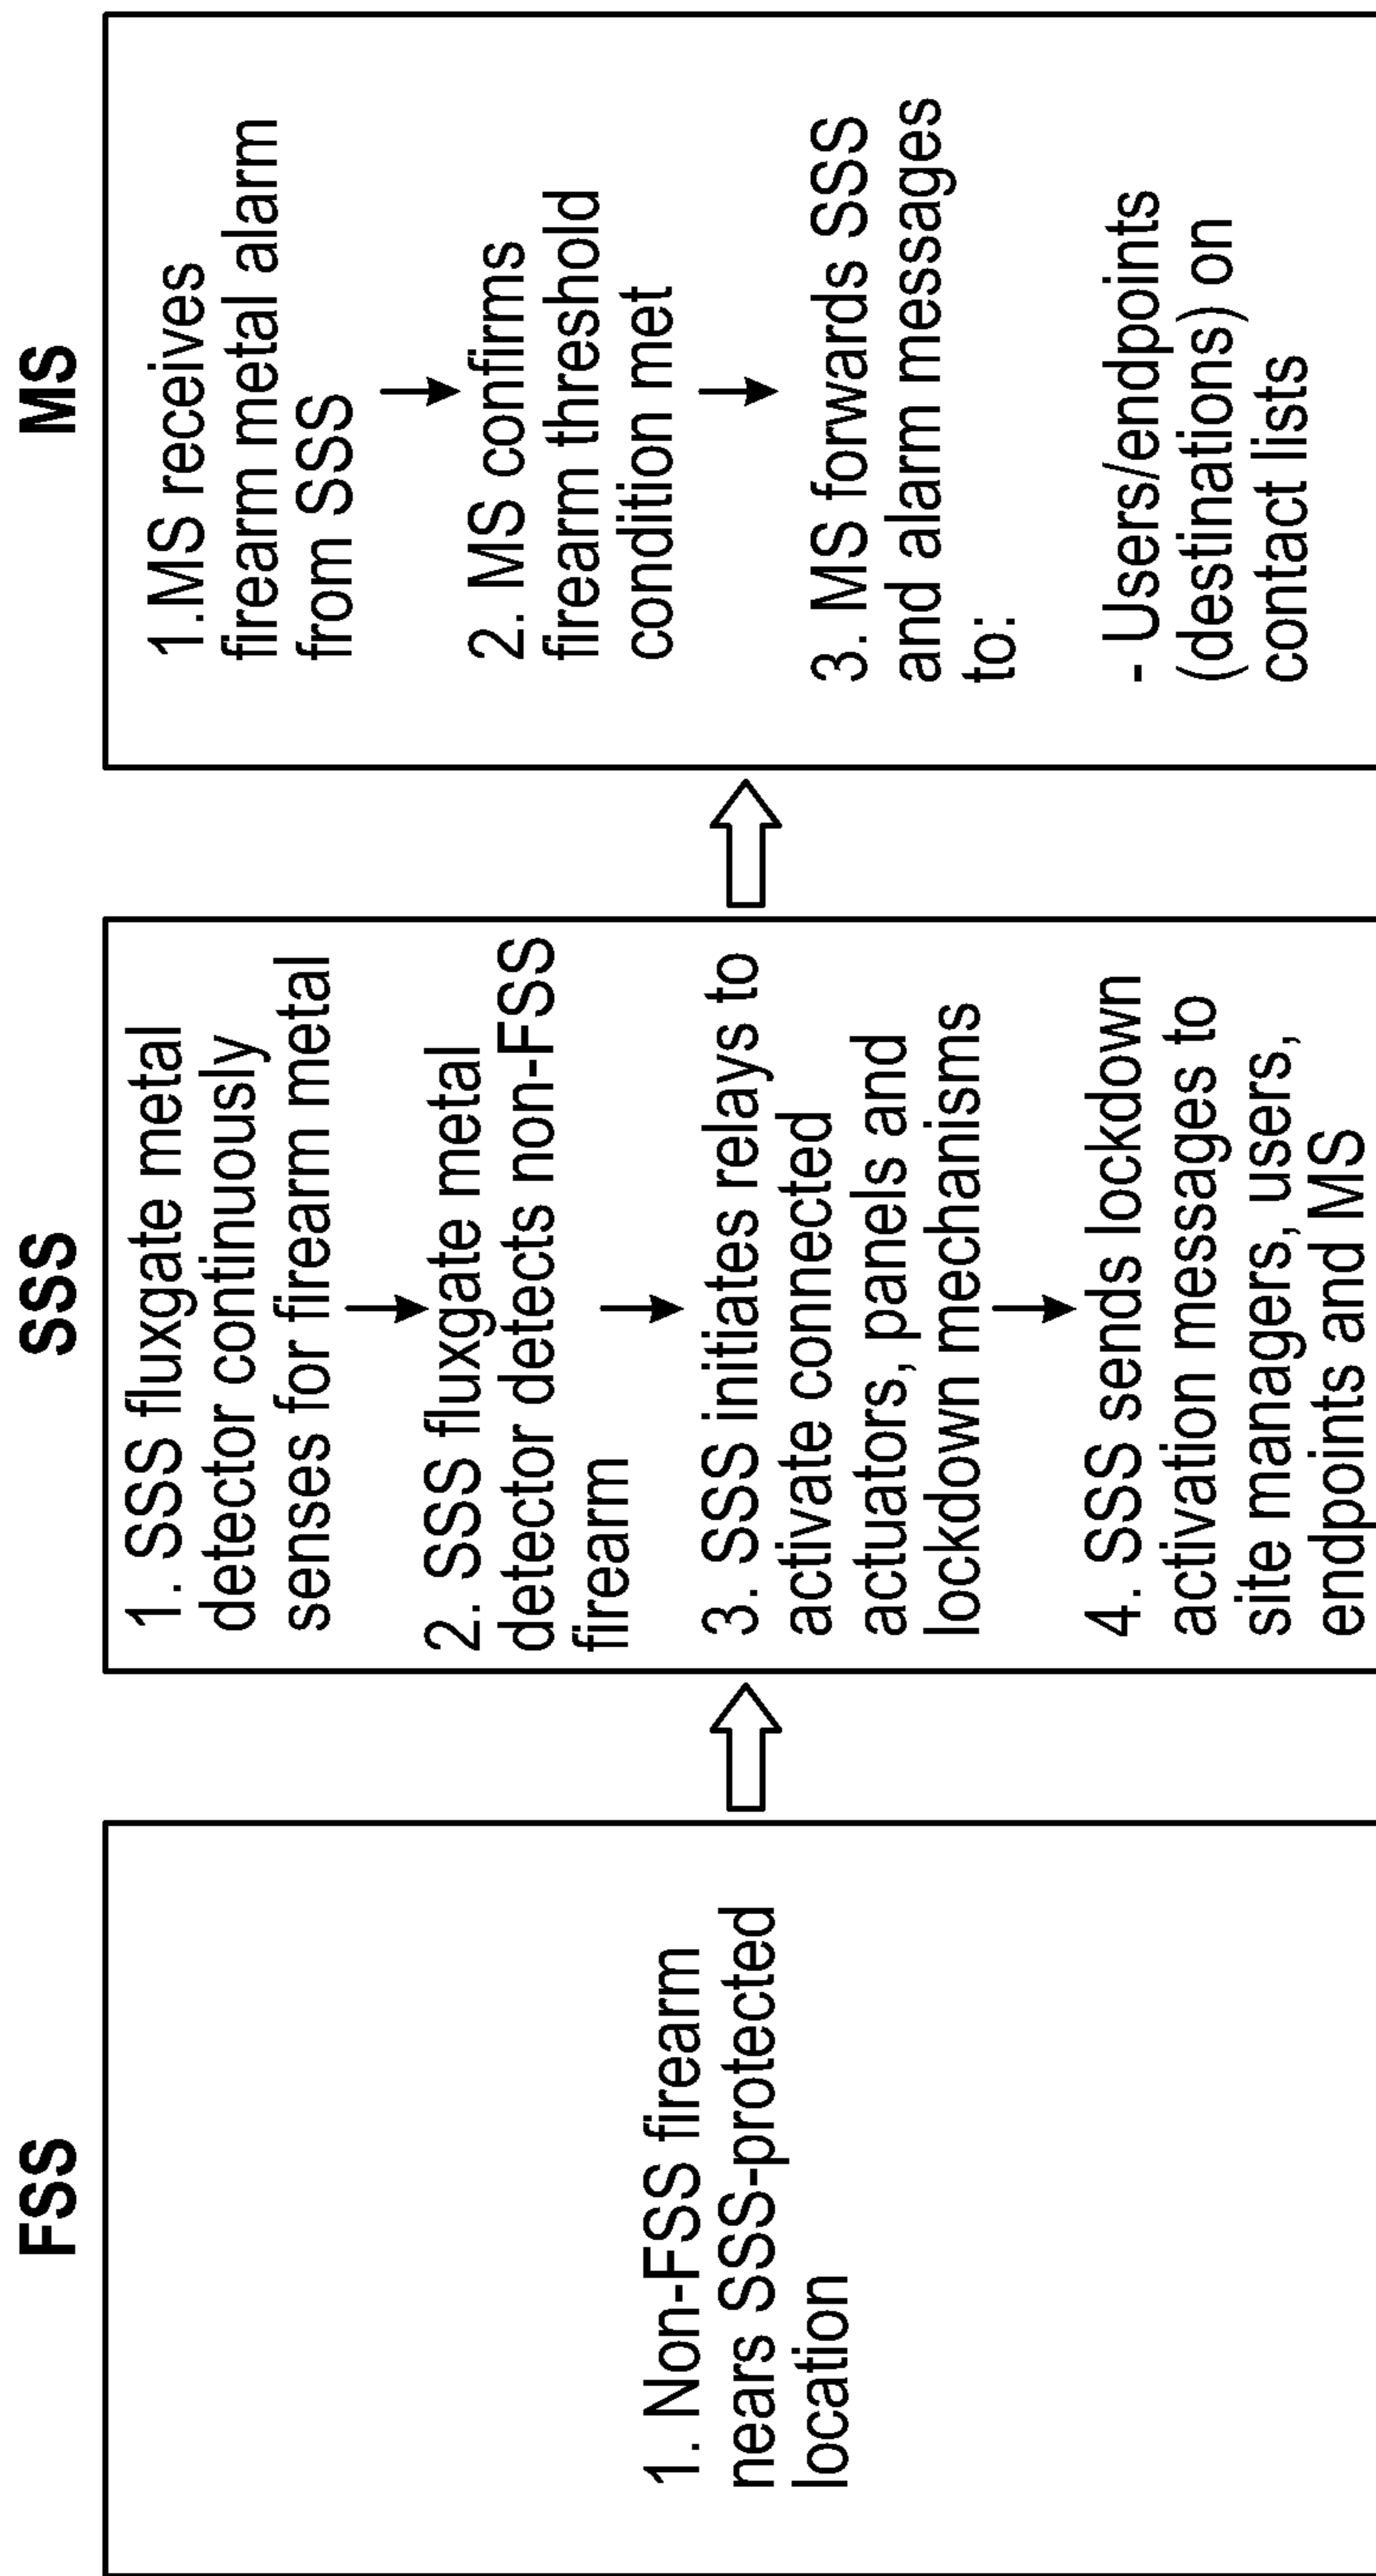 FSS
1. Non-FSS firearm
nears SSS-protected
location
SSS
1. SSS fluxgate metal
detector continuously
senses for firearm metal
2. SSS fluxgate metal
detector detects non-FSS
firearm
3. SSS initiates relays to
activate connected
actuators, panels and
lockdown mechanisms
4. SSS sends lockdown
activation messages to
site managers, users,
endpoints and MS
MS
1.MS receives
firearm metal alarm
from SSS
2. MS confirms
firearm threshold
condition met
3. MS forwards SSS
and alarm messages
to:
- Users/endpoints
(destinations) on
contact lists